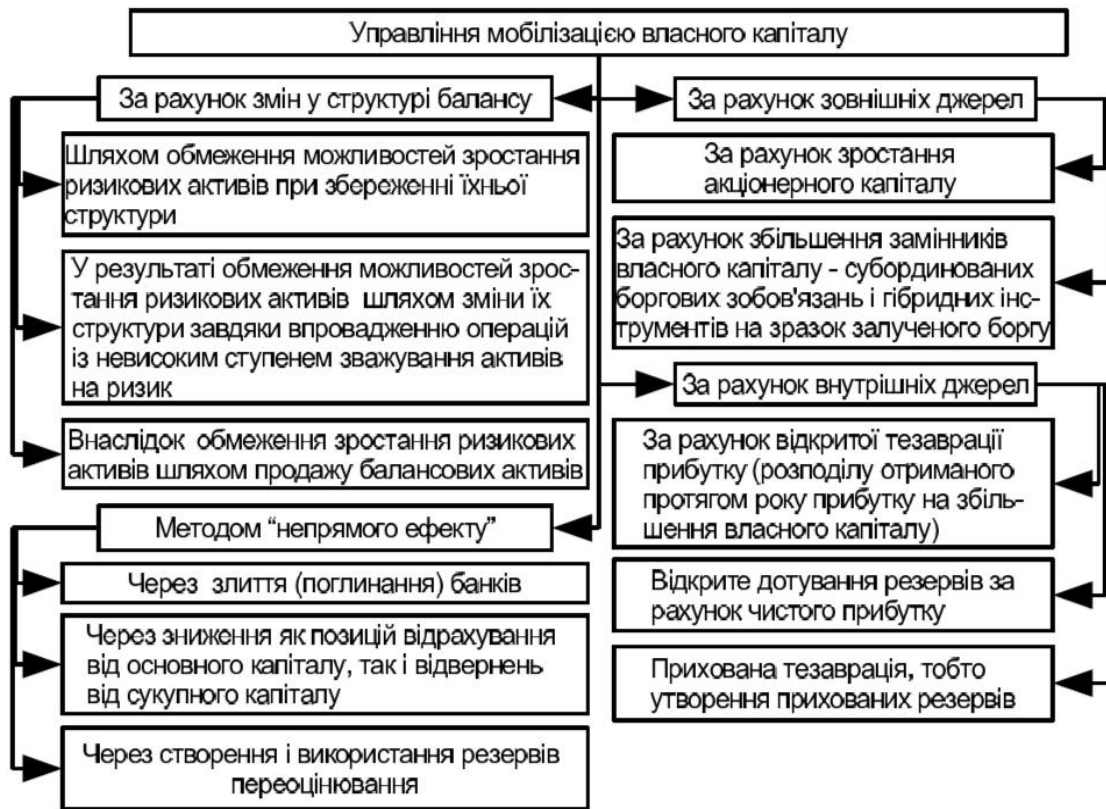 Управління мобілізацією власного капіталу
За рахунок змін у структурі балансу
Шляхом обмеження можливостей зростання
ризикових активів при збереженні їхньої
структури
У результаті обмеження можливостей зрос-
тання ризикових активів шляхом зміни їх
структури завдяки впровадженню операцій
із невисоким ступенем зважування активів
на ризик
Внаслідок обмеження зростання ризикових
активів шляхом продажу балансових активів
Методом “непрямого ефекту”
Через злиття (поглинання) банків
Через зниження як позицій відрахування
від основного капіталу, так і відвернень
від сукупного капіталу
Через створення і використання резервів
переоцінювання
За рахунок зовнішніх джерел
За рахунок зростання
акціонерного капіталу
За рахунок збільшення замінників
власного капіталу - субординованих
боргових зобов'язань і гібридних інс-
трументів на зразок залученого боргу
За рахунок внутрішніх джерел
За рахунок відкритої тезаврації
прибутку (розподілу отриманого
протягом року прибутку на збіль-
шення власного капіталу)
Відкрите дотування резервів за
рахунок чистого прибутку
Прихована тезаврація, тобто
утворення прихованих резервів